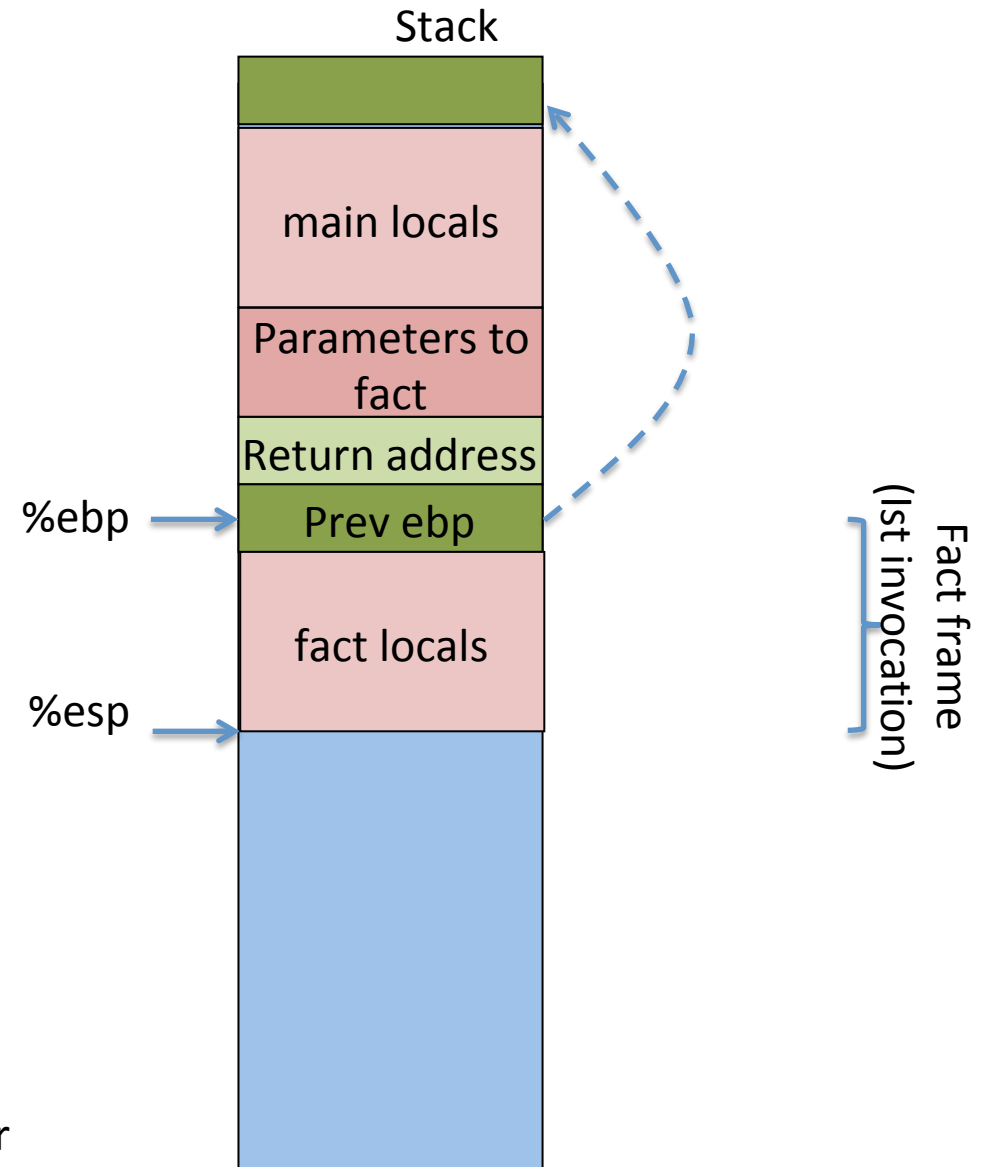 Stack
main locals
Parameters to
fact
Return address
%ebp
Prev ebp
fact locals
%esp
Fact frame
(Ist invocation)
r